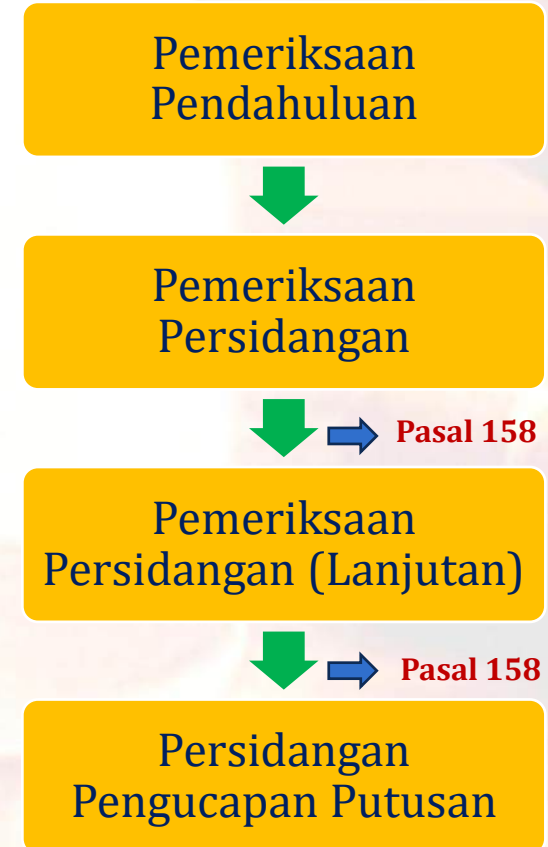 Pemeriksaan
Pendahuluan
Pemeriksaan
Persidangan
Pasal 158
Pemeriksaan
Persidangan (Lanjutan)
Pasal 158
Persidangan
Pengucapan Putusan